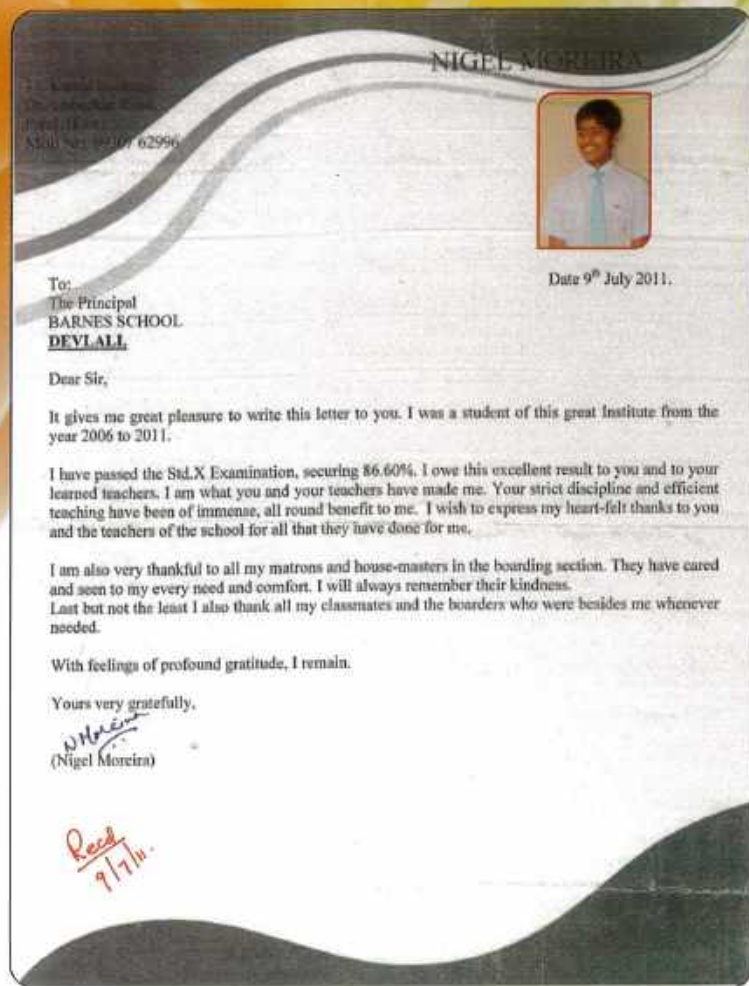 NIGEL MOREIRA
Mob No: 09307 62996
Date 9th July 2011.
To:
The Principal
BARNES SCHOOL
DEVLALL
Dear Sir,
It gives me great pleasure to write this letter to you. I was a student of this great Institute from the
year 2006 to 2011.
I have passed the Std.X Examination, securing 86.60%. I owe this excellent result to you and to your
learned teachers. I am what you and your teachers have made me. Your strict discipline and efficient
teaching have been of immense, all round benefit to me. I wish to express my heart-felt thanks to you
and the teachers of the school for all that they have done for me.
I am also very thankful to all my matrons and house-masters in the boarding section. They have cared
and seen to my every need and comfort. I will always remember their kindness.
Last but not the least I also thank all my classmates and the boarders who were besides me whenever
needed.
With feelings of profound gratitude, I remain.
Yours very gratefully,
NMoreira
(Nigel Moreira)
Recd
9/7/11.